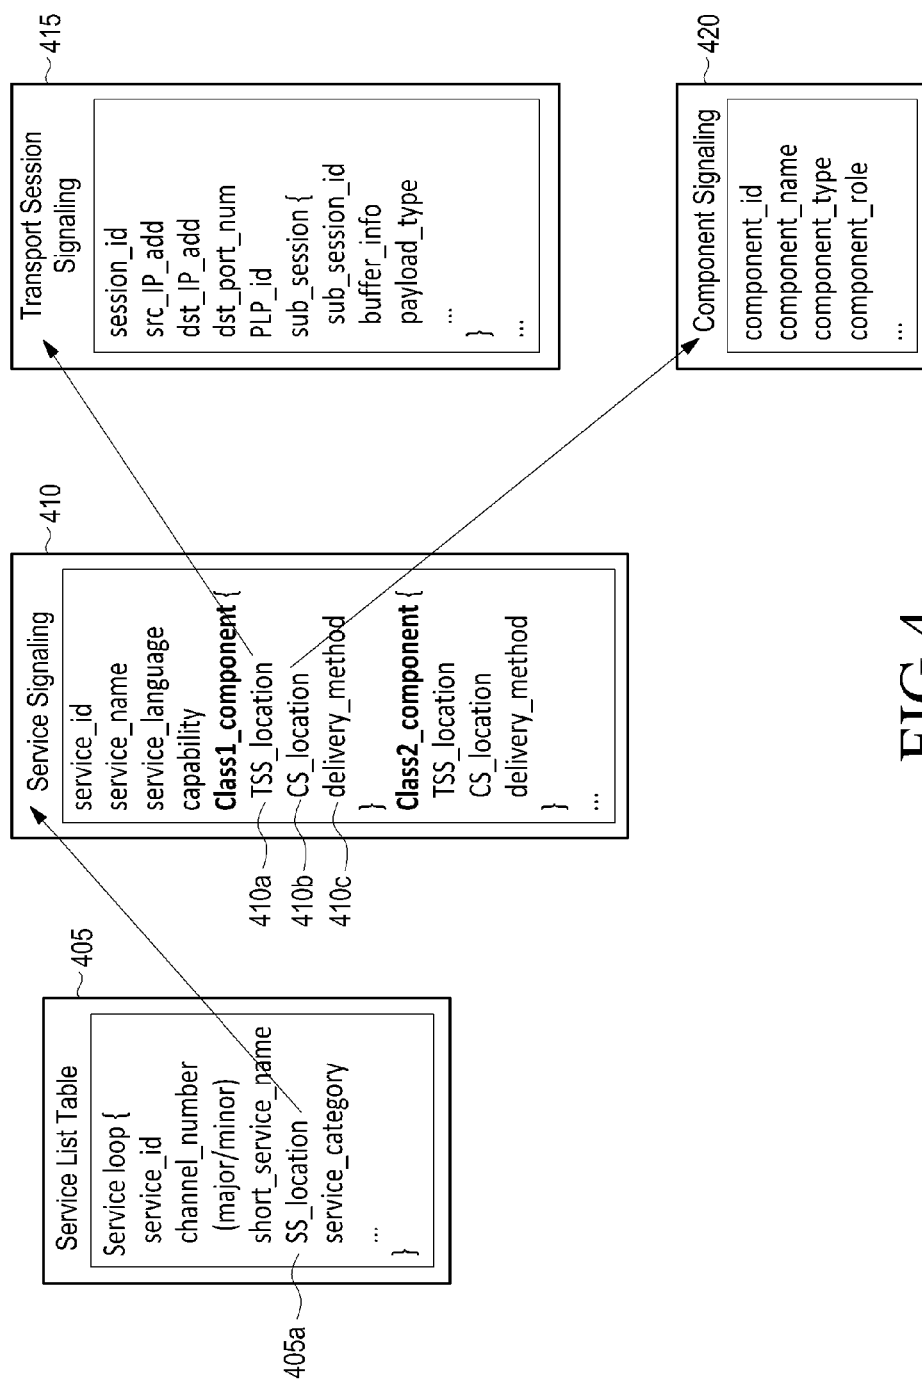 Service List Table
405
Service loop {
service_id
channel_number
(major/minor)
short_service_name
SS_location
service_category
...
}
405a
Service Signaling
410
service_id
service_name
service_language
capability
Class1_component {
TSS_location
CS_location
delivery_method
}
Class2_component {
TSS_location
CS_location
delivery_method
}
...
410a
410b
410c
Transport Session
Signaling
415
session_id
src_IP_add
dst_IP_add
dst_port_num
PLP_id
sub_session {
sub_session_id
buffer_info
payload_type
...
}
...
Component Signaling
420
component_id
component_name
component_type
component_role
...
FIG.4